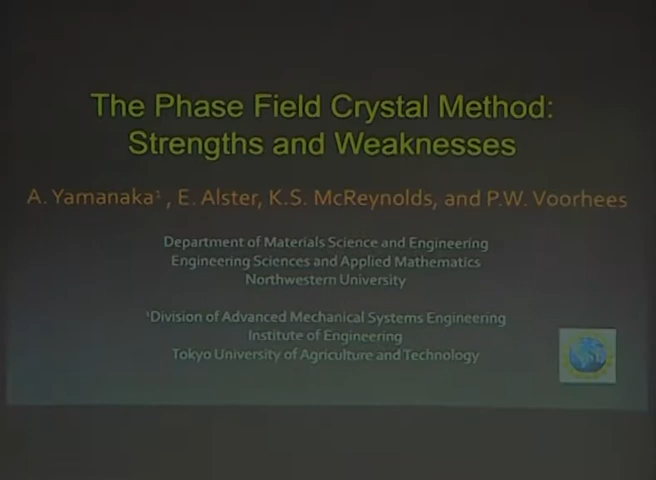 The Phase Field Crystal Method:
Strengths and Weaknesses
A. Yamanaka¹ , E. Alster, K.S. McReynolds, and P.W. Voorhees
Department of Materials Science and Engineering
Engineering Sciences and Applied Mathematics
Northwestern University
¹Division of Advanced Mechanical Systems Engineering
Institute of Engineering
Tokyo University of Agriculture and Technology